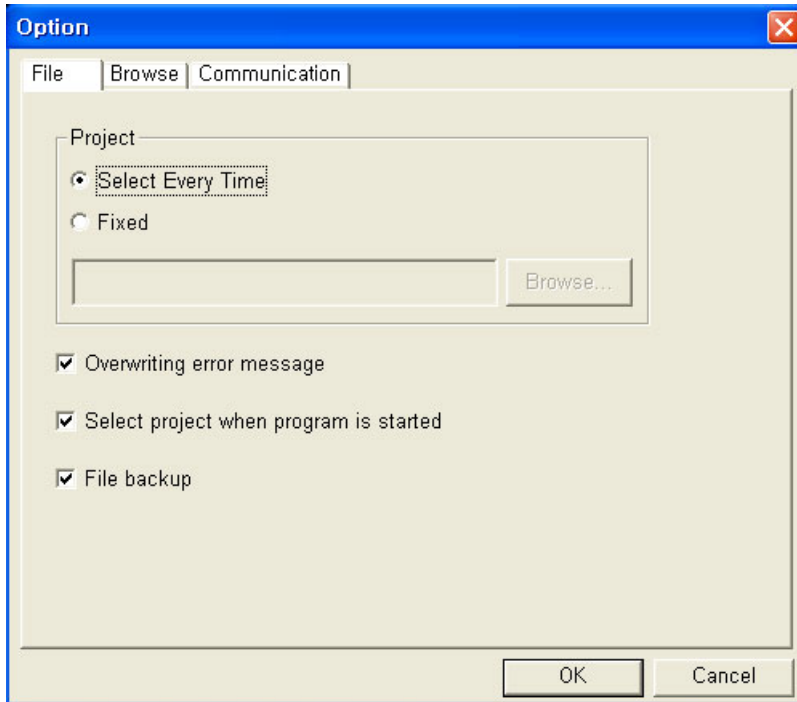 Option
File Browse Communication
Project
Select Every Time
Fixed
Browse...
Overwriting error message
Select project when program is started
File backup
OK Cancel